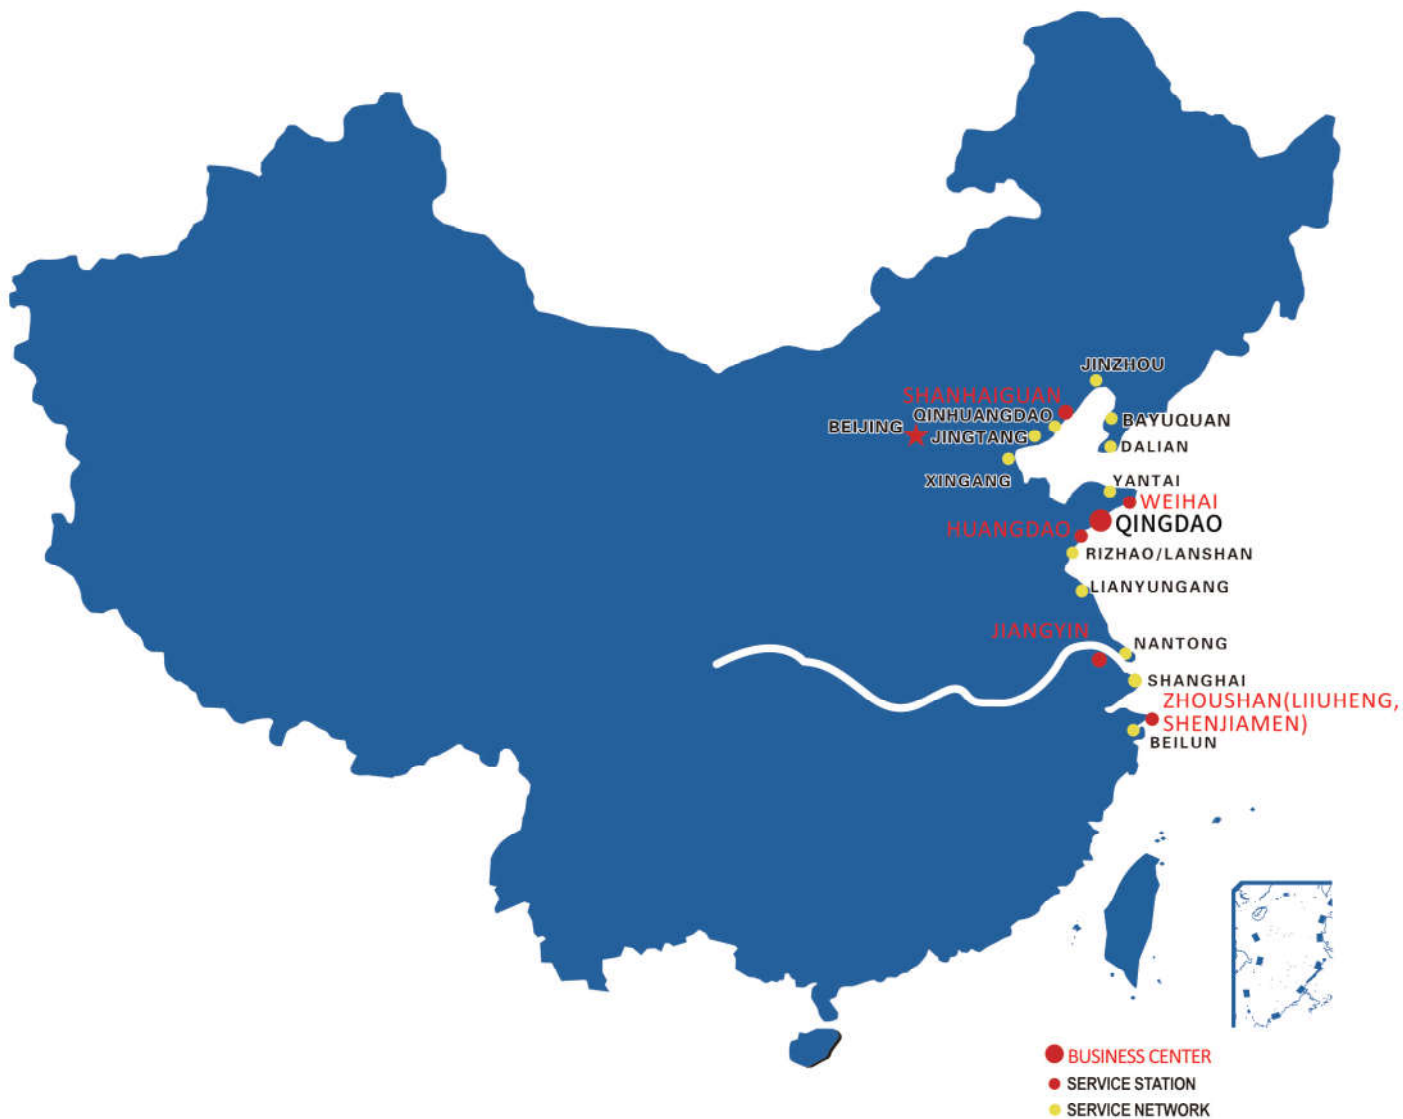 JINZHOU
SHANHAIGUAN
QINHUANGDAO
BAYUQUAN
BEIJING
JINGTANG
DALIAN
XINGANG
YANTAI
WEIHAI
HUANGDAO
QINGDAO
RIZHAO/LANSHAN
LIANYUNGANG
JIANGYIN
NANTONG
SHANGHAI
ZHOUSHAN(LIIUHENG,
SHENJIAMEN)
BEILUN
BUSINESS CENTER
SERVICE STATION
SERVICE NETWORK